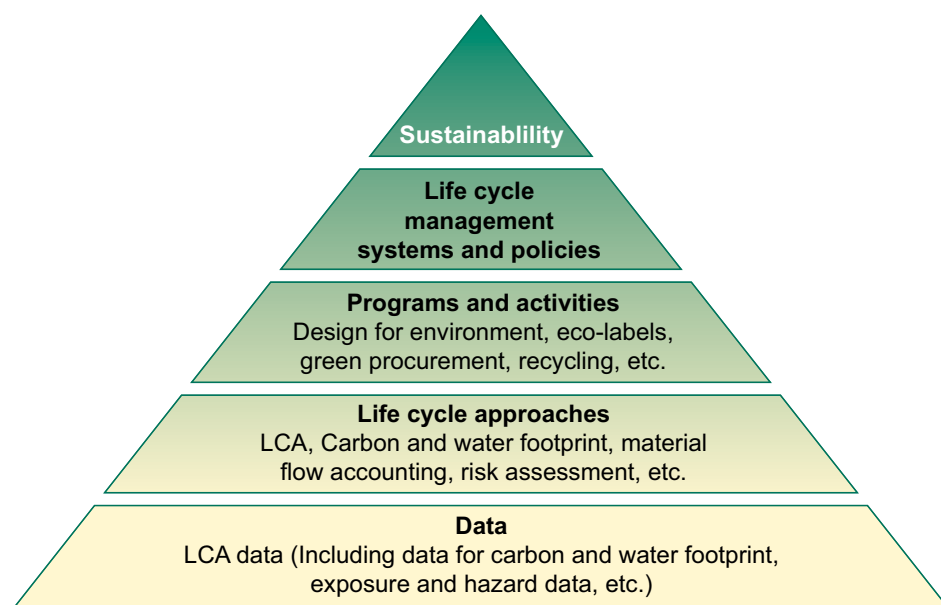 Sustainablility
Life cycle
management
systems and policies
Programs and activities
Design for environment, eco-labels,
green procurement, recycling, etc.
Life cycle approaches
LCA, Carbon and water footprint, material
flow accounting, risk assessment, etc.
Data
LCA data (Including data for carbon and water footprint,
exposure and hazard data, etc.)